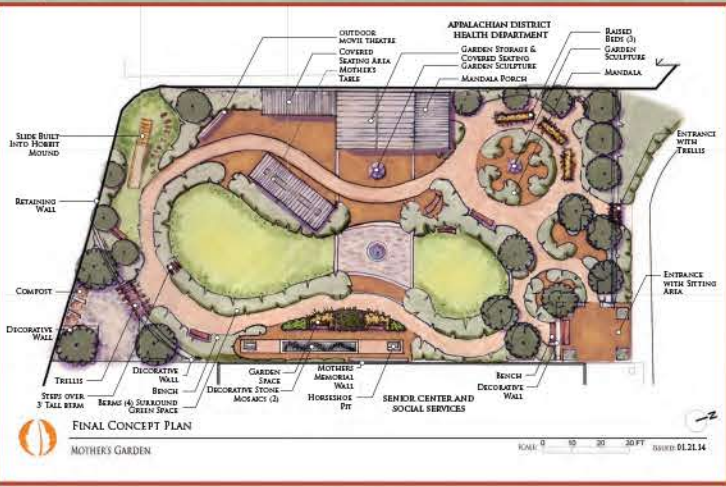 APPALACHIAN DISTRICT
HEALTH DEPARTMENT
OUTDOOR
MOVIE THEATRE
COVERED
SEATING AREA
MOTHER'S
TABLE
GARDEN STORAGE &
COVERED SEATING
GARDEN SCULPTURE
MANDALA PORCH
RAISED
BEDS (3)
GARDEN
SCULPTURE
MANDALA
SLIDE BUILT
INTO HOBBIT
MOUND
ENTRANCE
WITH
TRELLIS
RETAINING
WALL
COMPOST
ENTRANCE
WITH SITTING
AREA
DECORATIVE
WALL
TRELLIS
STEPS OVER
3' TALL BERM
DECORATIVE
WALL
BENCH
BERMS (4) SURROUND
GREEN SPACE
GARDEN
SPACE
DECORATIVE STONE
MOSAICS (2)
MOTHERS
MEMORIAL
WALL
HORSESHOE
PIT
SENIOR CENTER AND
SOCIAL SERVICES
BENCH
DECORATIVE
WALL
FINAL CONCEPT PLAN
MOTHER'S GARDEN
SCALE: 0 10 20 30 FT
ISSUED: 01.21.14
N